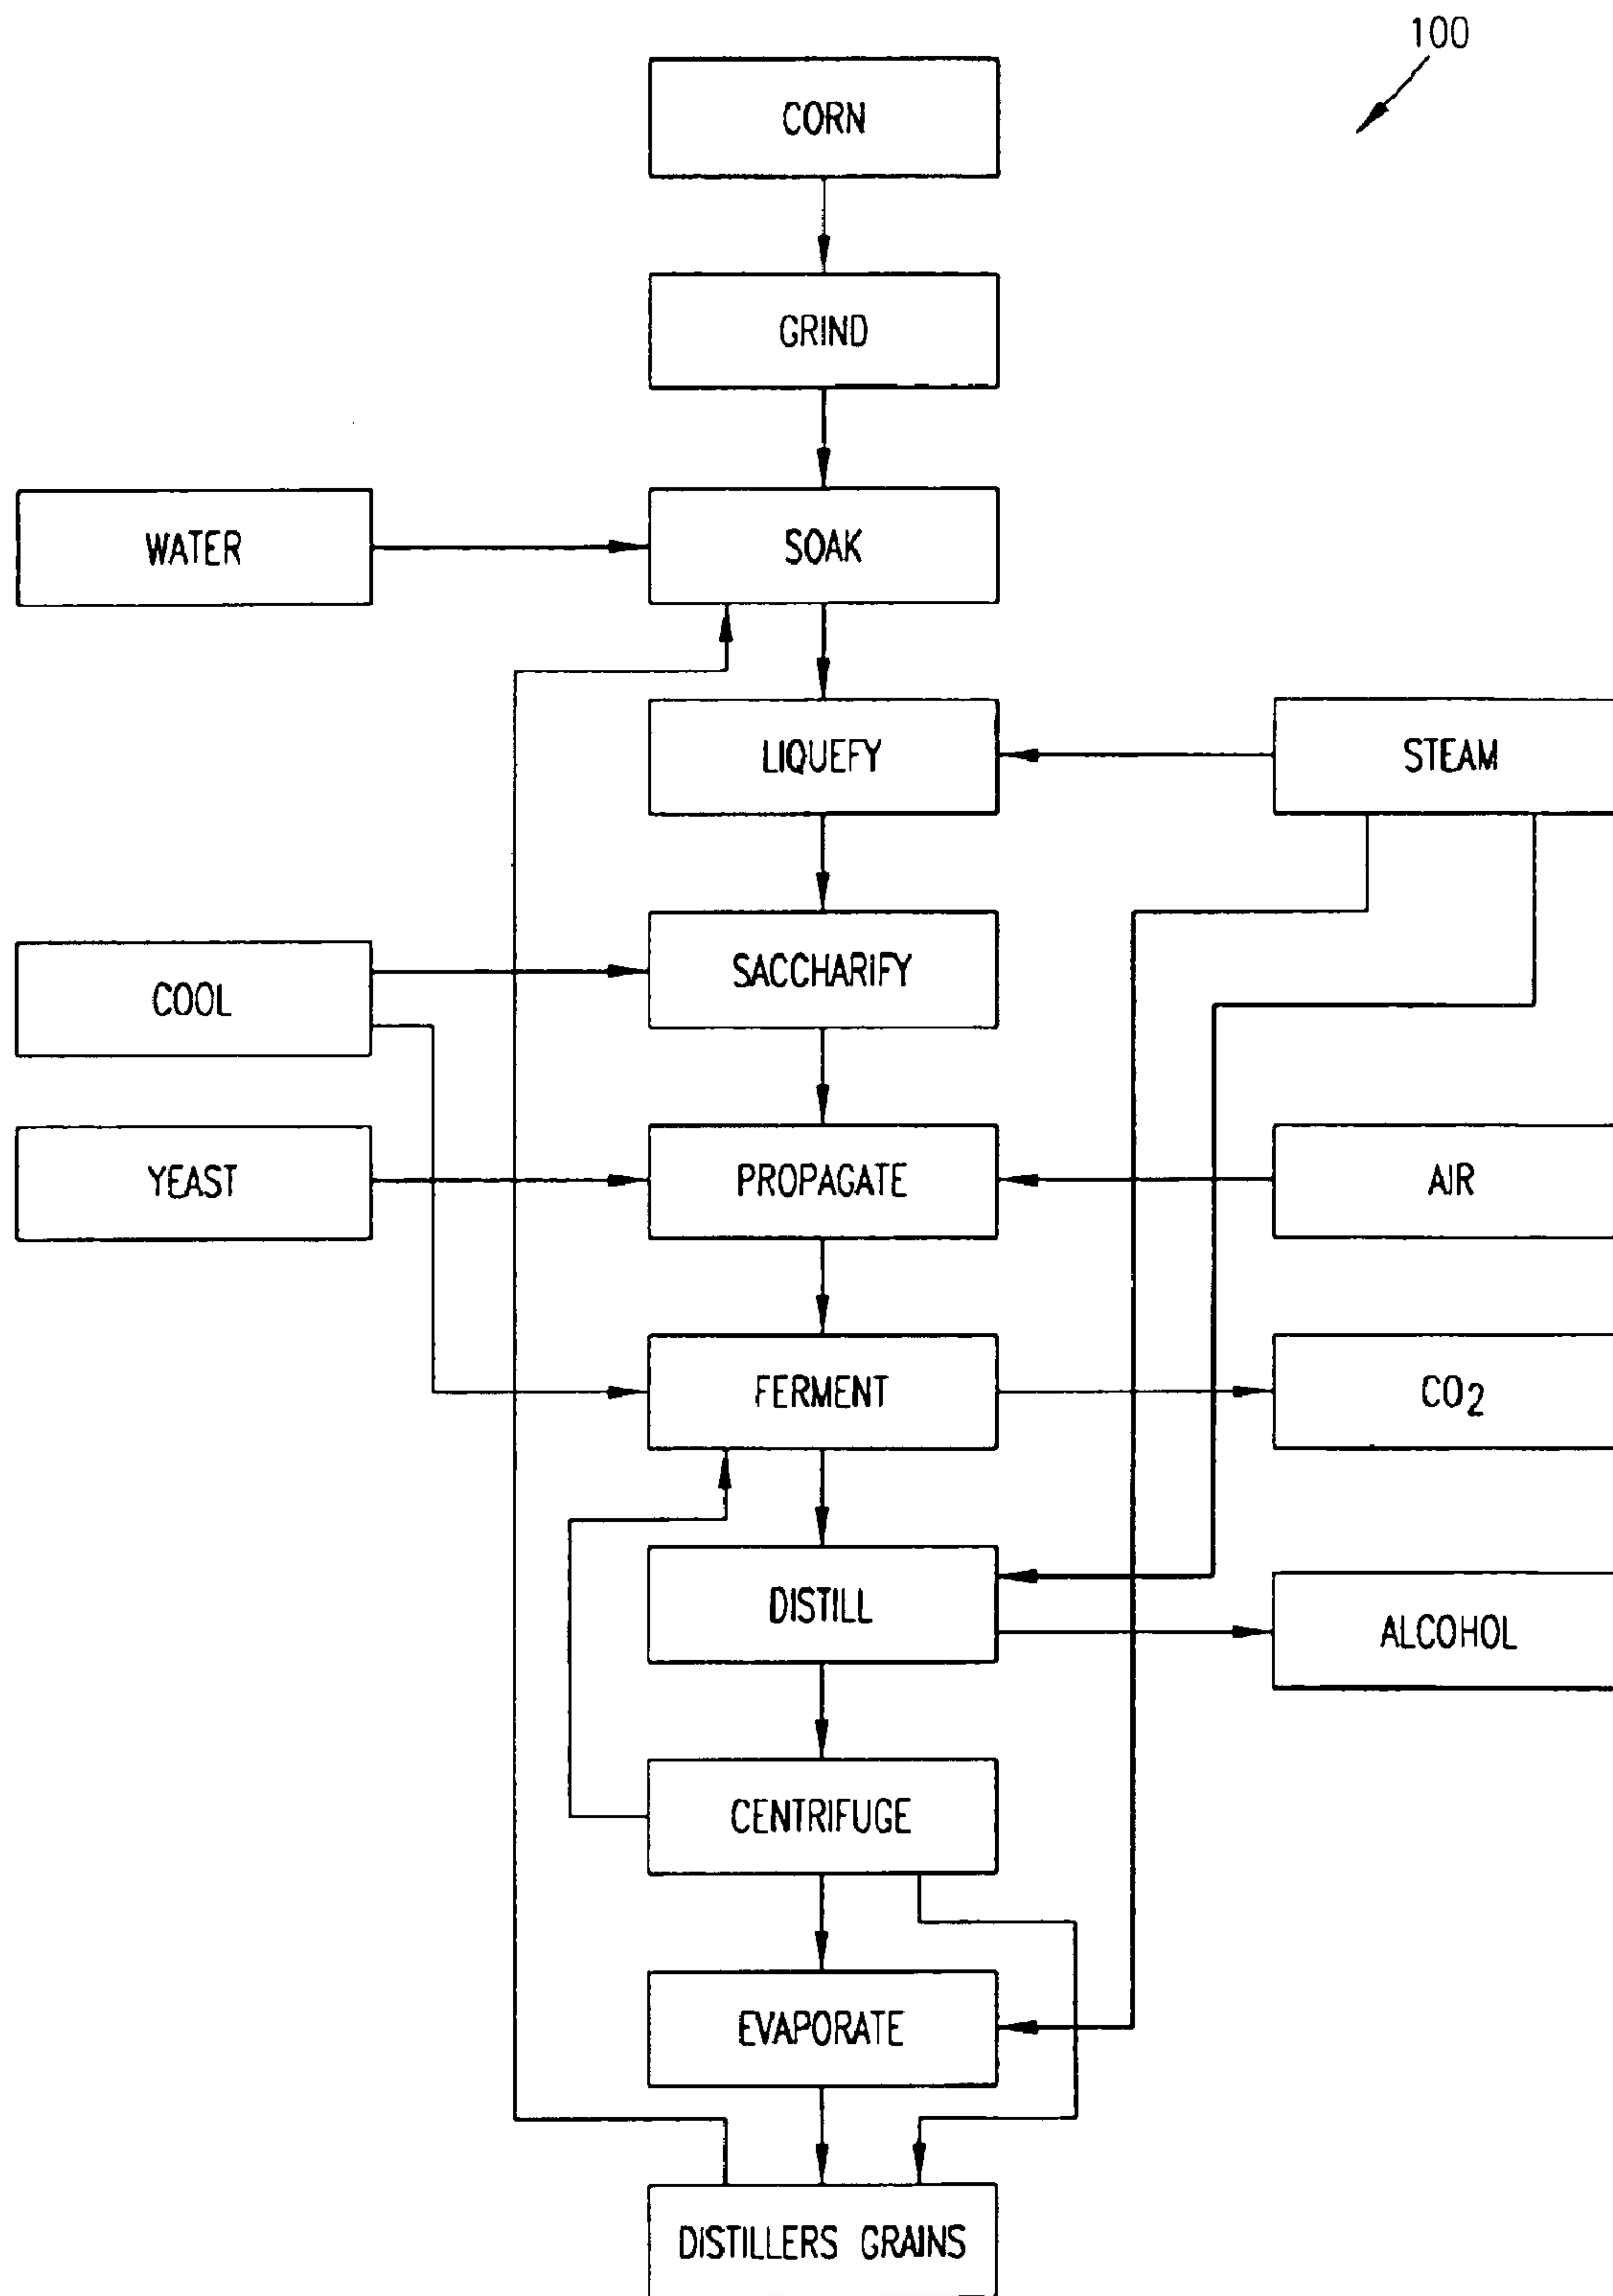 100
CORN
GRIND
WATER
SOAK
LIQUEFY
STEAM
COOL
SACCHARIFY
YEAST
PROPAGATE
AIR
FERMENT
CO₂
DISTILL
ALCOHOL
CENTRIFUGE
EVAPORATE
DISTILLERS GRAINS